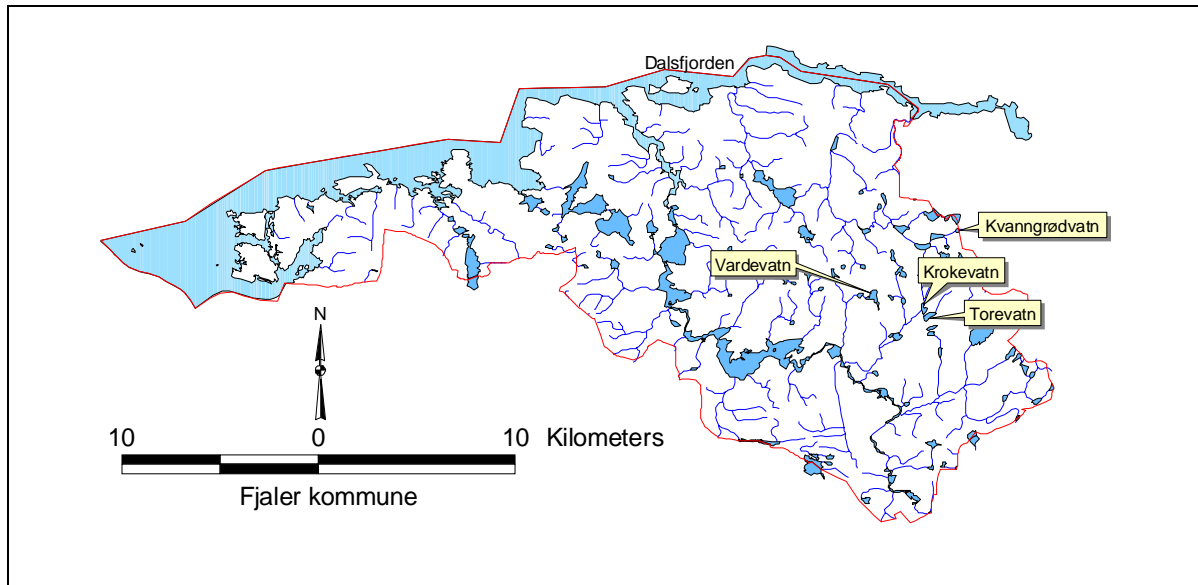 Dalsfjorden
Kvanngrødvatn
Vardevatn
Krokevatn
Torevatn
N
10 0 10 Kilometers
Fjaler kommune